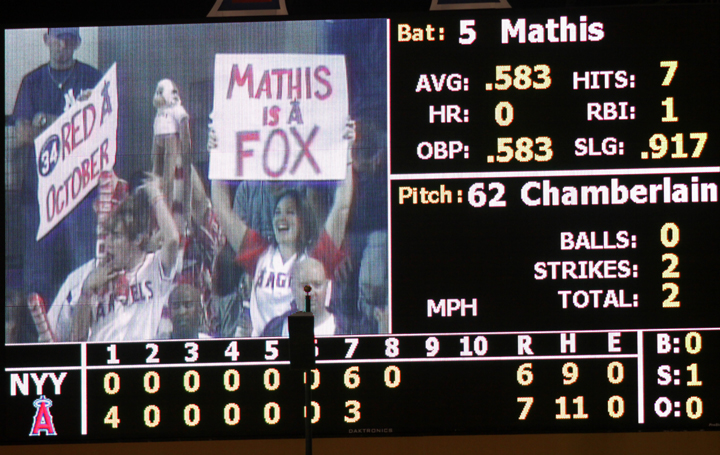 Bat: 5 Mathis
AVG: .583 HITS: 7
HR: 0 RBI: 1
OBP: .583 SLG: .917
Pitch: 62 Chamberlain
BALLS: 0
STRIKES: 2
MPH TOTAL: 2
MATHIS
IS A
FOX
34 RED A
OCTOBER
ANGELS
ANGE
1 2 3 4 5 6 7 8 9 10 R H E
NYY 0 0 0 0 0 0 6 0 6 9 0
A 4 0 0 0 0 0 3 7 11 0
B: 0
S: 1
O: 0
DAKTRONICS